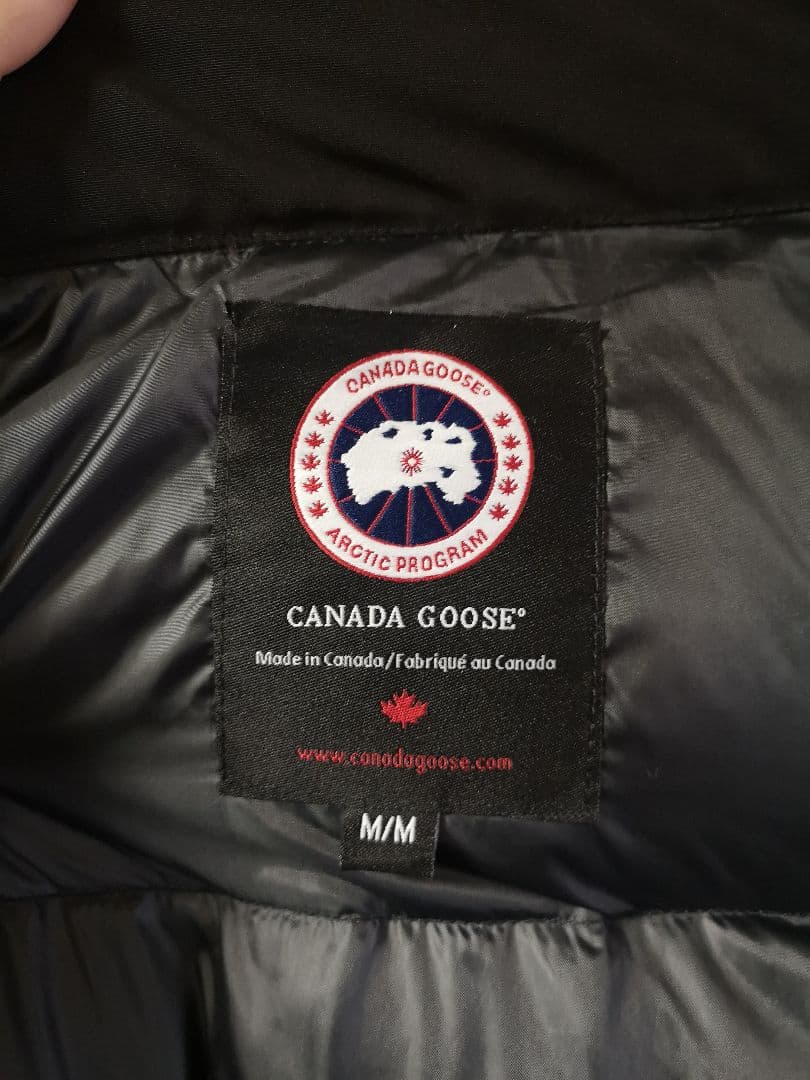 CANADA GOOSE®
ARCTIC PROGRAM
CANADA GOOSE®
Made in Canada/Fabriqué au Canada
www.canadagoose.com
M/M